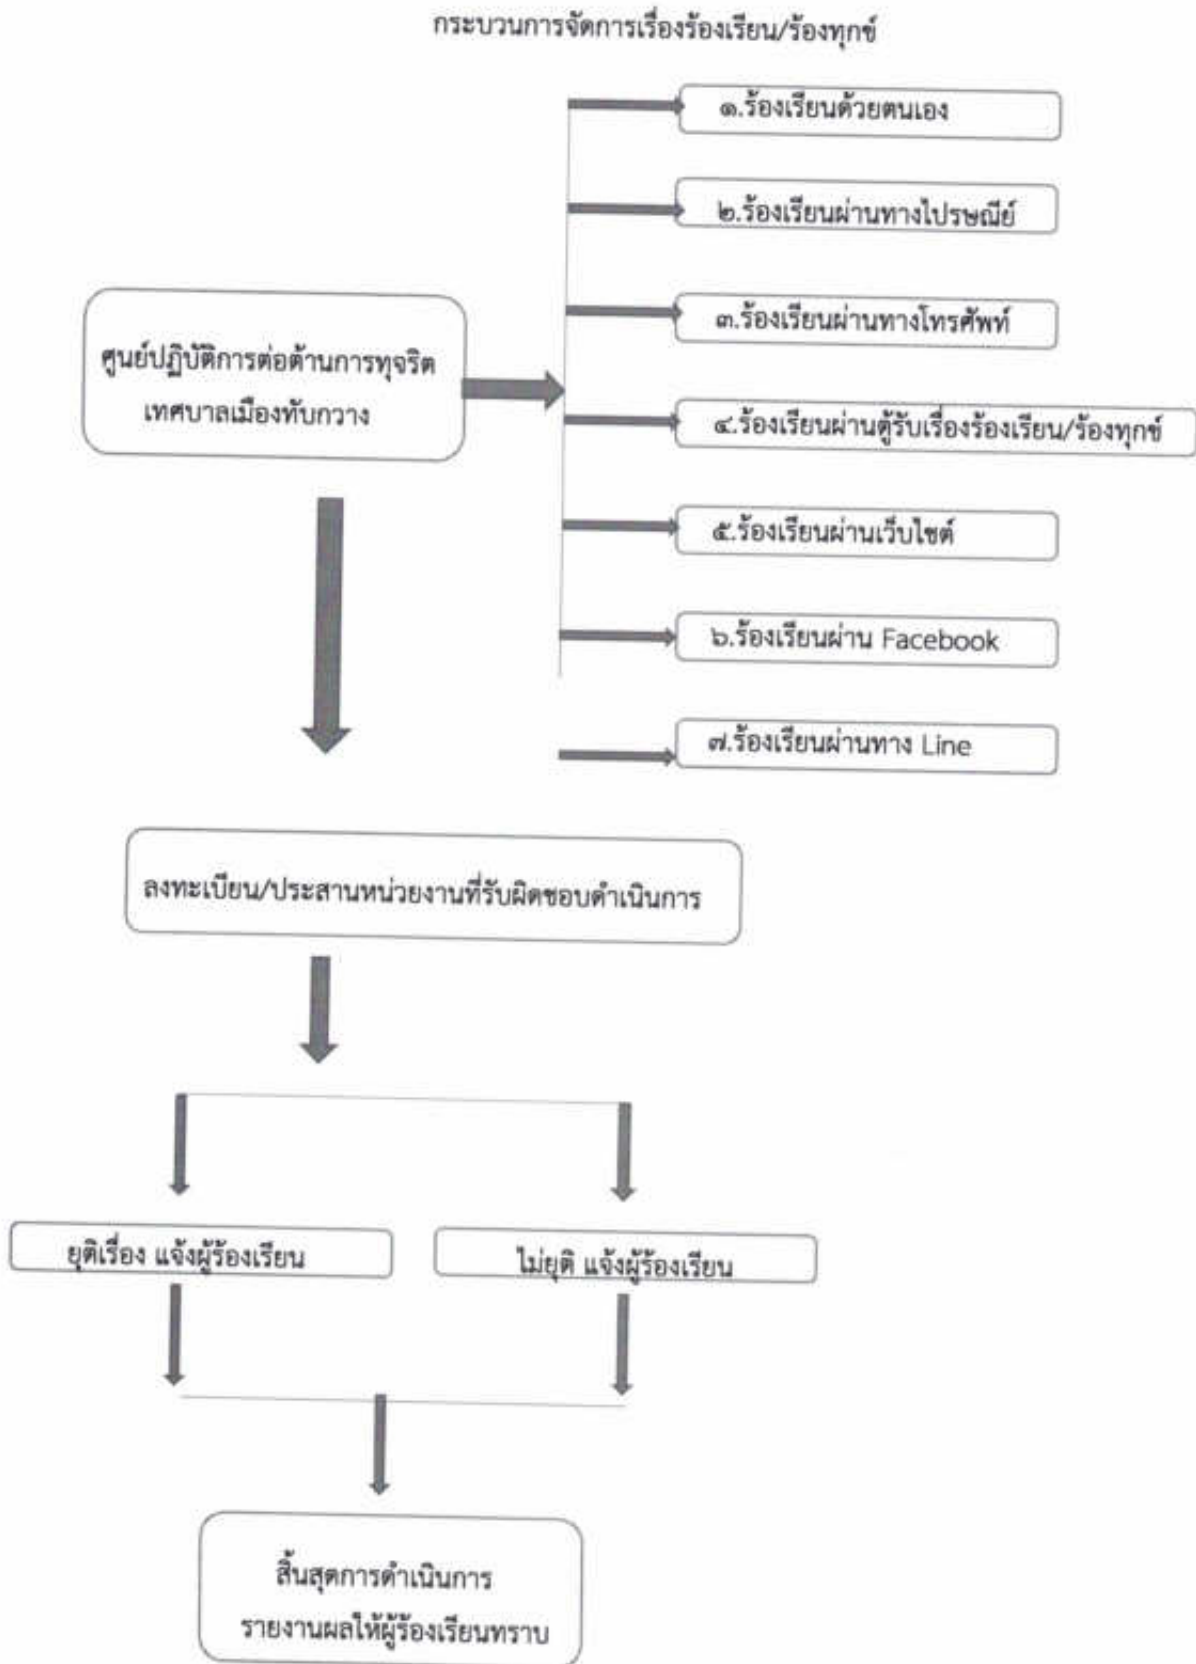 กระบวนการจัดการเรื่องร้องเรียน/ร้องทุกข์
๑.ร้องเรียนด้วยตนเอง
๒.ร้องเรียนผ่านทางไปรษณีย์
๓.ร้องเรียนผ่านทางโทรศัพท์
ศูนย์ปฏิบัติการต่อต้านการทุจริต
เทศบาลเมืองทับกวาง
๔.ร้องเรียนผ่านตู้รับเรื่องร้องเรียน/ร้องทุกข์
๕.ร้องเรียนผ่านเว็บไซต์
๖.ร้องเรียนผ่าน Facebook
๗.ร้องเรียนผ่านทาง Line
ลงทะเบียน/ประสานหน่วยงานที่รับผิดชอบดำเนินการ
ยุติเรื่อง แจ้งผู้ร้องเรียน
ไม่ยุติ แจ้งผู้ร้องเรียน
สิ้นสุดการดำเนินการ
รายงานผลให้ผู้ร้องเรียนทราบ